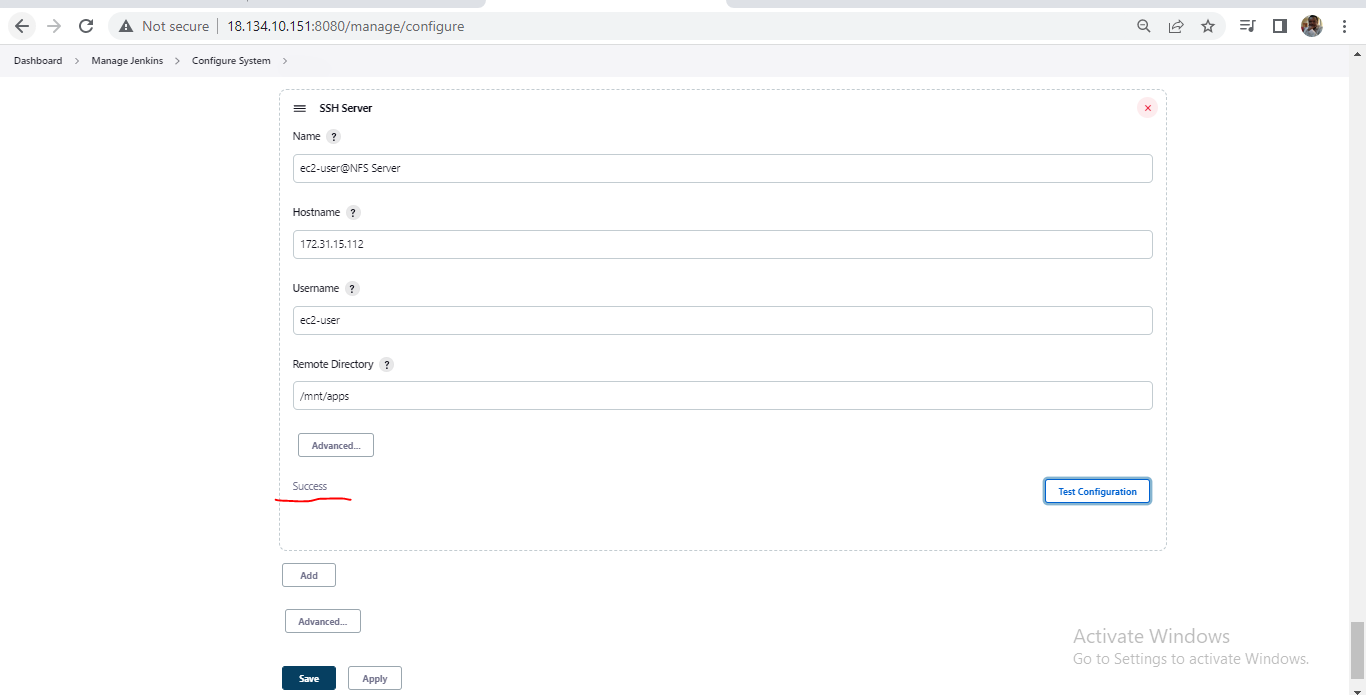 Not secure | 18.134.10.151:8080/manage/configure
Dashboard > Manage Jenkins > Configure System >
SSH Server
Name ?
ec2-user@NFS Server
Hostname ?
172.31.15.112
Username ?
ec2-user
Remote Directory ?
/mnt/apps
Advanced...
Success
Test Configuration
Add
Advanced...
Save Apply
Activate Windows
Go to Settings to activate Windows.